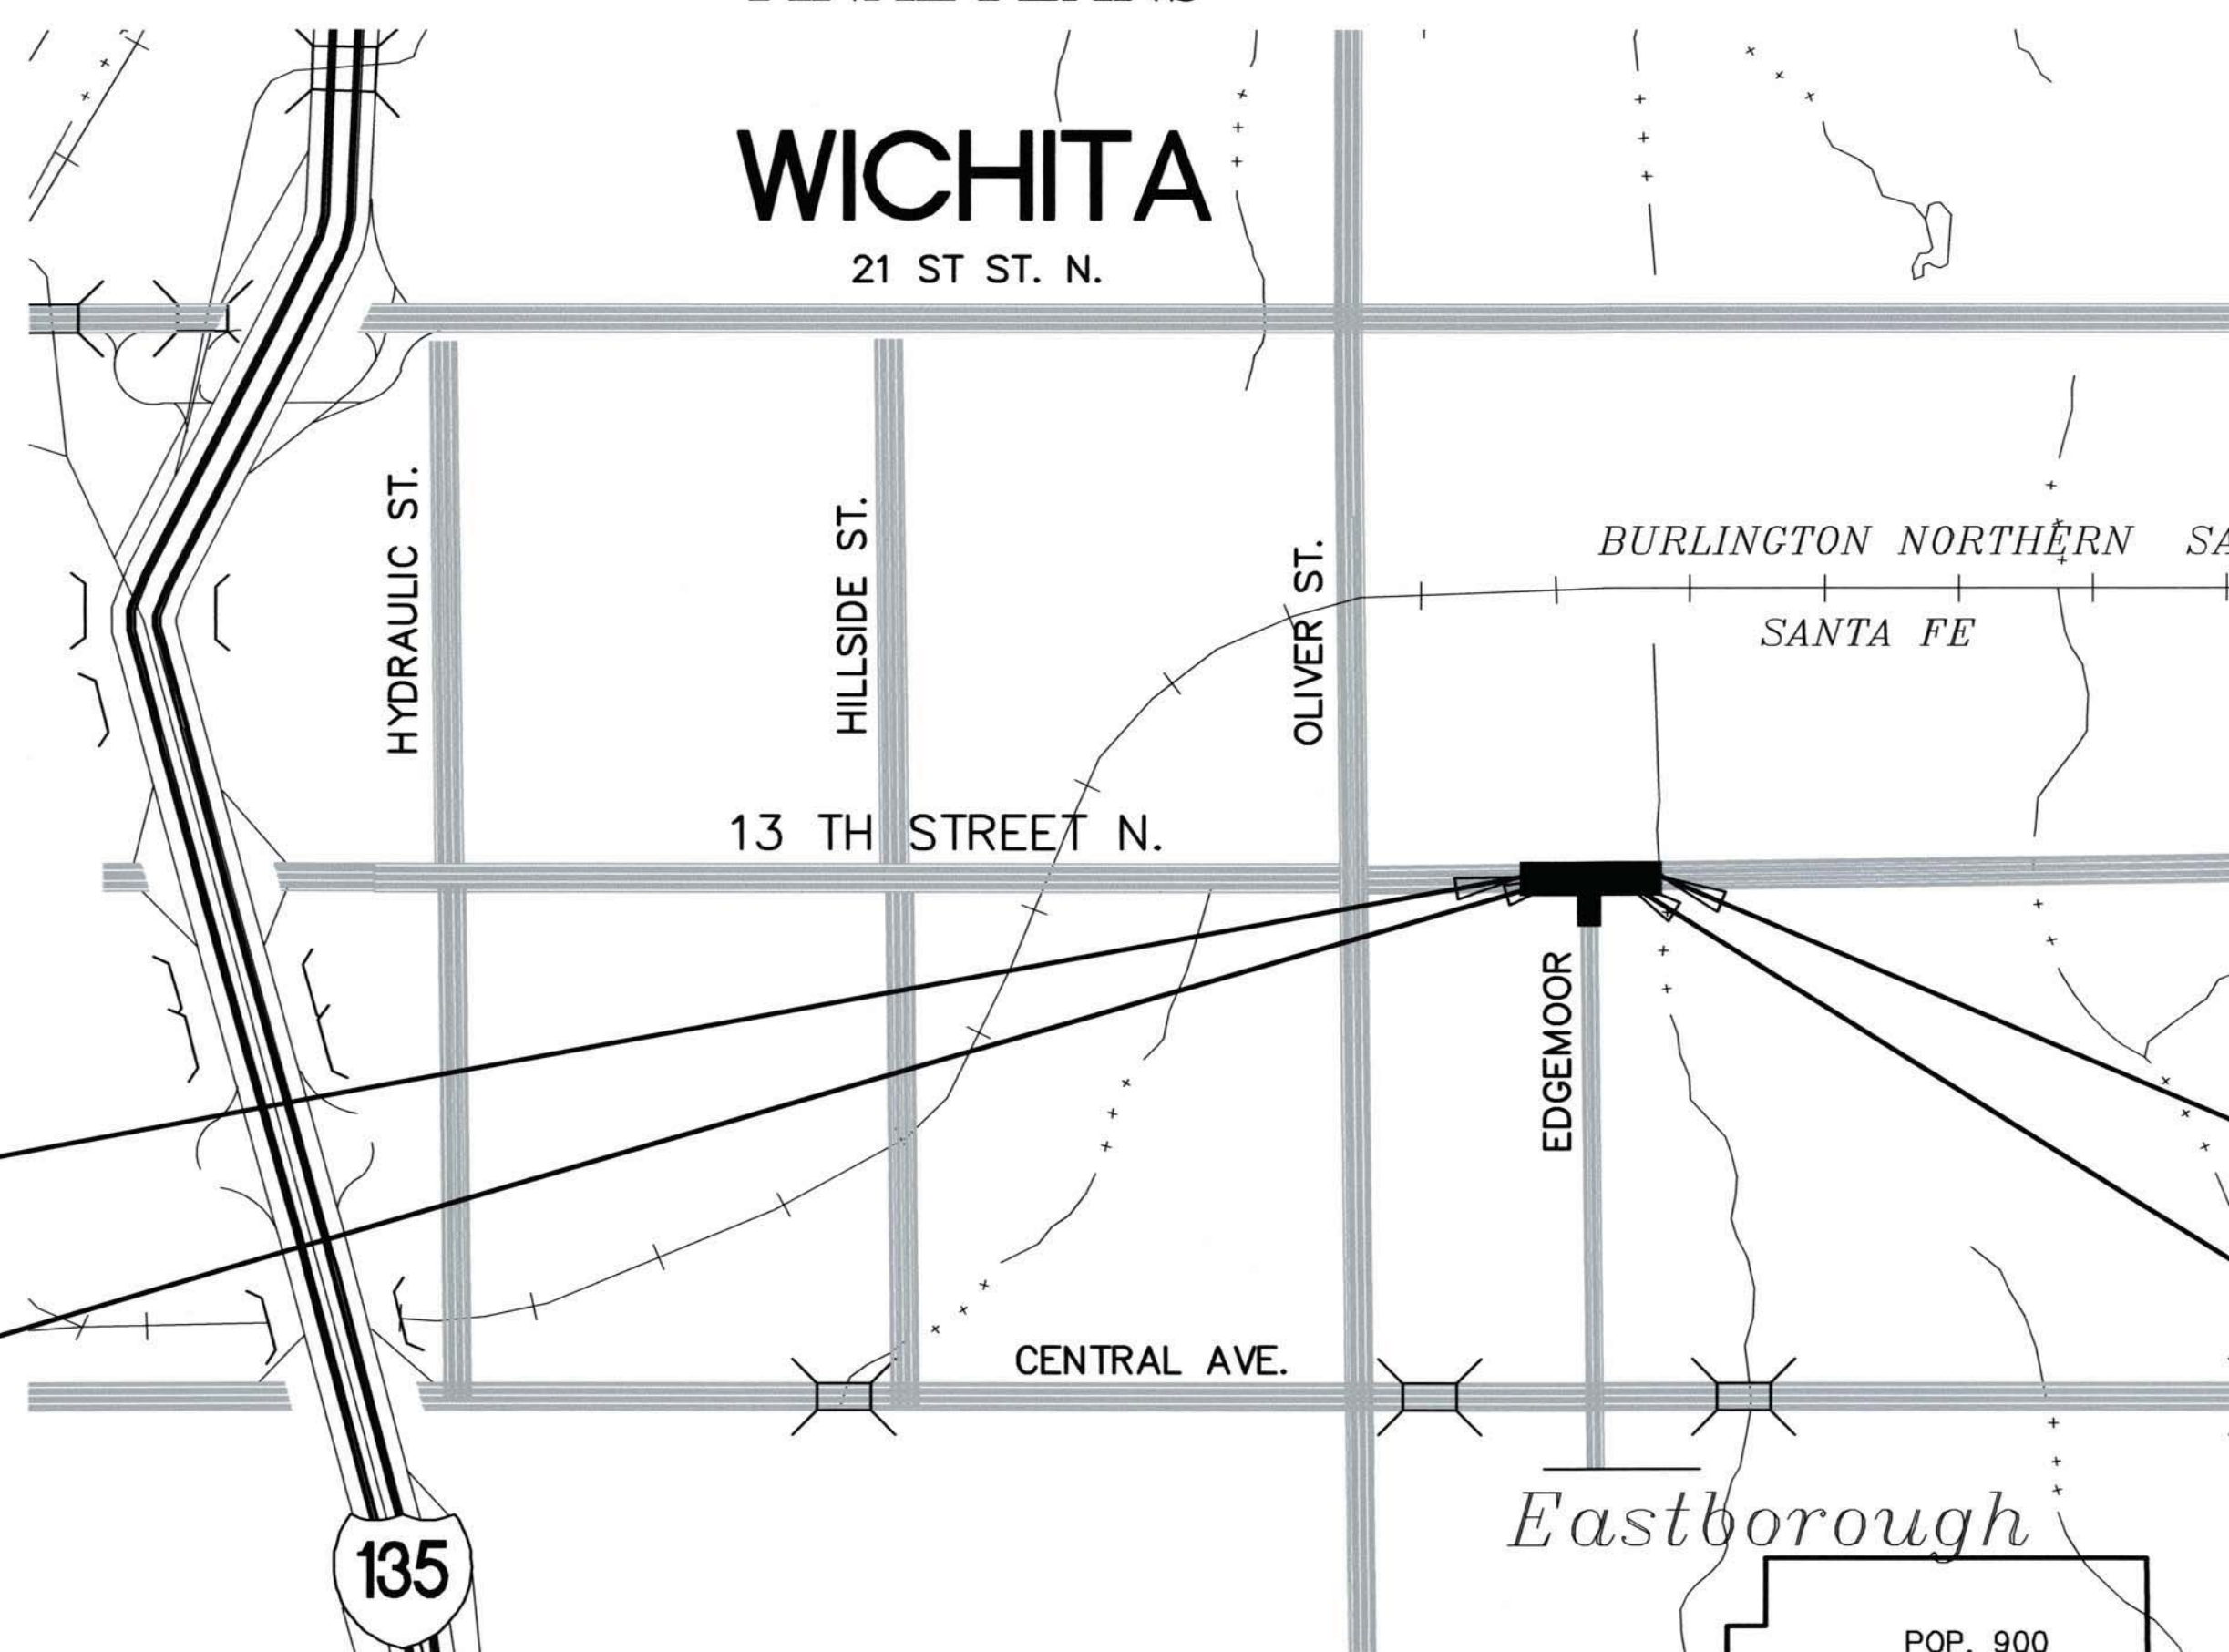 WICHITA
21 ST ST. N.
HYDRAULIC ST.
HILLSIDE ST.
OLIVER ST.
BURLINGTON NORTHERN
SANTA FE
13 TH STREET N.
EDGEMOOR
CENTRAL AVE.
Eastborough
135
POP. 900